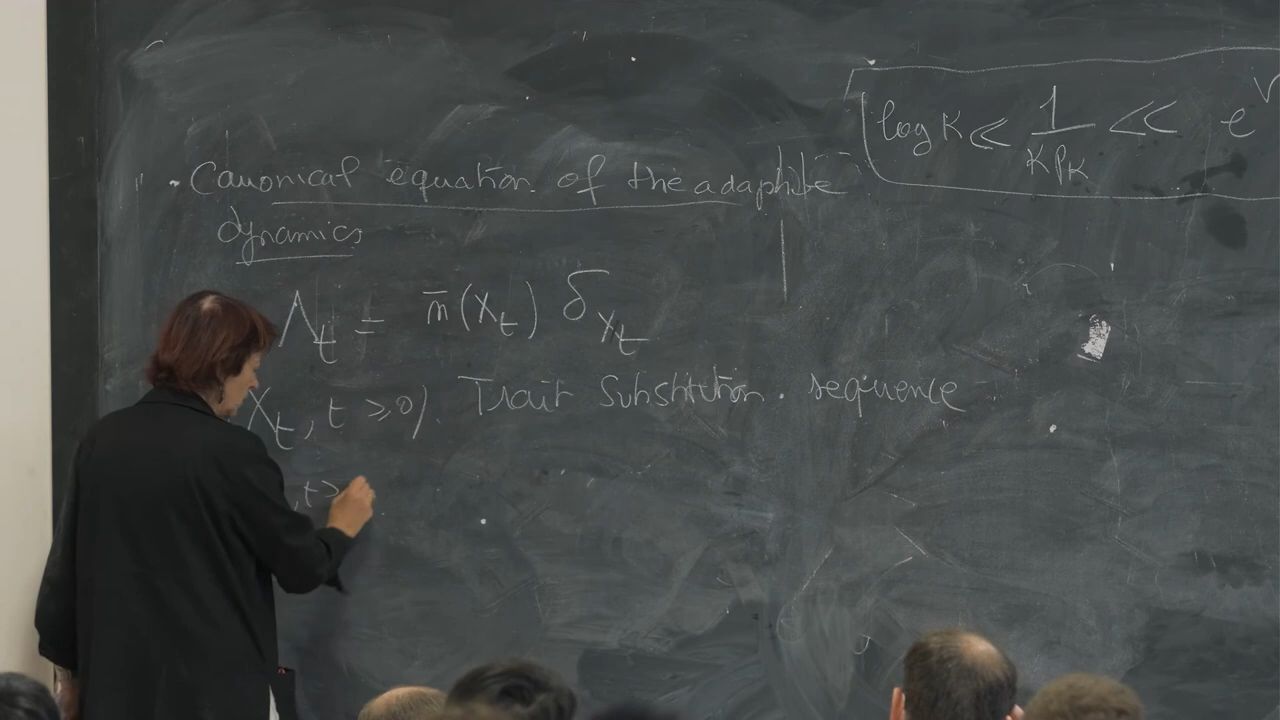 log K ≪ 1/(K p_K) ≪ e^V
Canonical equation of the adaptive
dynamics
Λ_t = n̄(X_t) δ_{X_t}
X_t, t ≥ 0). Trait Substitution. sequence
, t ≥